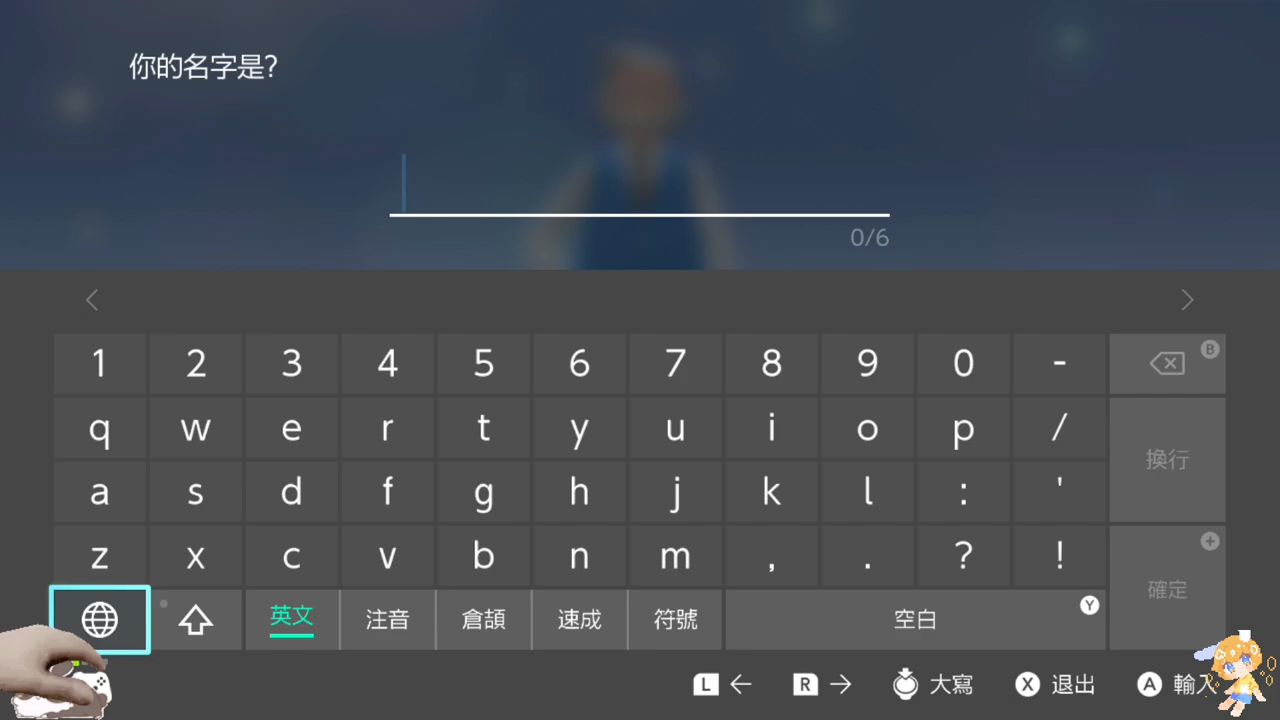 你的名字是?
0/6
1 2 3 4 5 6 7 8 9 0 - B
q w e r t y u i o p /
換行
a s d f g h j k l : '
z x c v b n m , . ? !
確定
英文 注音 倉頡 速成 符號 空白 Y
L R 大寫 X 退出 A 輸入